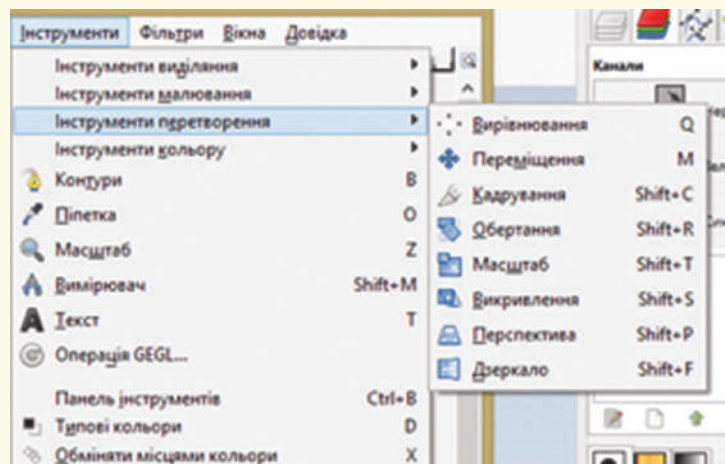 Інструменти Фільтри Вікна Довідка
Інструменти виділяння
Інструменти малювання
Інструменти перетворення
Інструменти кольору
Контури B
Піпетка O
Масштаб Z
Вимірювач Shift+M
Текст T
Операція GEGL...
Панель інструментів Ctrl+B
Типові кольори D
Обміняти місцями кольори X
Вирівнювання Q
Переміщення M
Кадрування Shift+C
Обертання Shift+R
Масштаб Shift+T
Викривлення Shift+S
Перспектива Shift+P
Дзеркало Shift+F
Канали